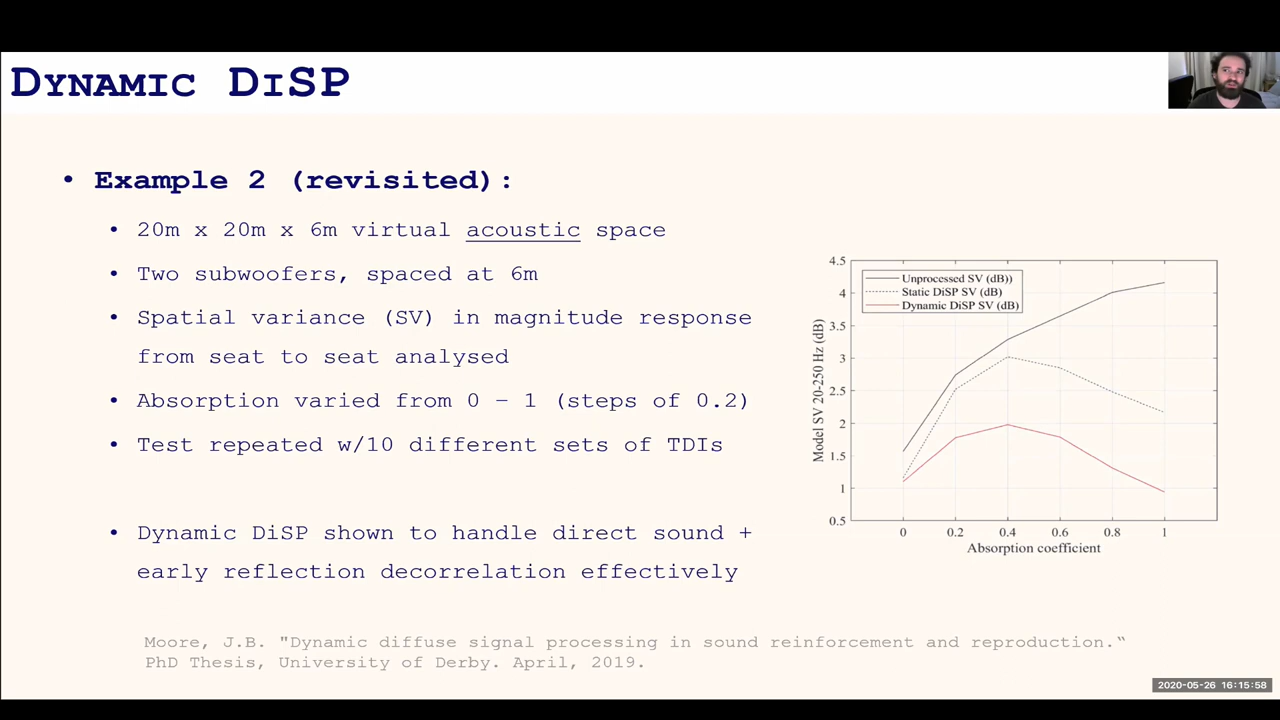 DYNAMIC DISP
• Example 2 (revisited):
• 20m x 20m x 6m virtual acoustic space
• Two subwoofers, spaced at 6m
• Spatial variance (SV) in magnitude response
from seat to seat analysed
• Absorption varied from 0 – 1 (steps of 0.2)
• Test repeated w/10 different sets of TDIs
• Dynamic DiSP shown to handle direct sound +
early reflection decorrelation effectively
Model SV 20-250 Hz (dB)
4.5
4
3.5
3
2.5
2
1.5
1
0.5
Unprocessed SV (dB))
Static DiSP SV (dB)
Dynamic DiSP SV (dB)
0 0.2 0.4 0.6 0.8 1
Absorption coefficient
Moore, J.B. "Dynamic diffuse signal processing in sound reinforcement and reproduction.“
PhD Thesis, University of Derby. April, 2019.
2020-05-26 16:15:58